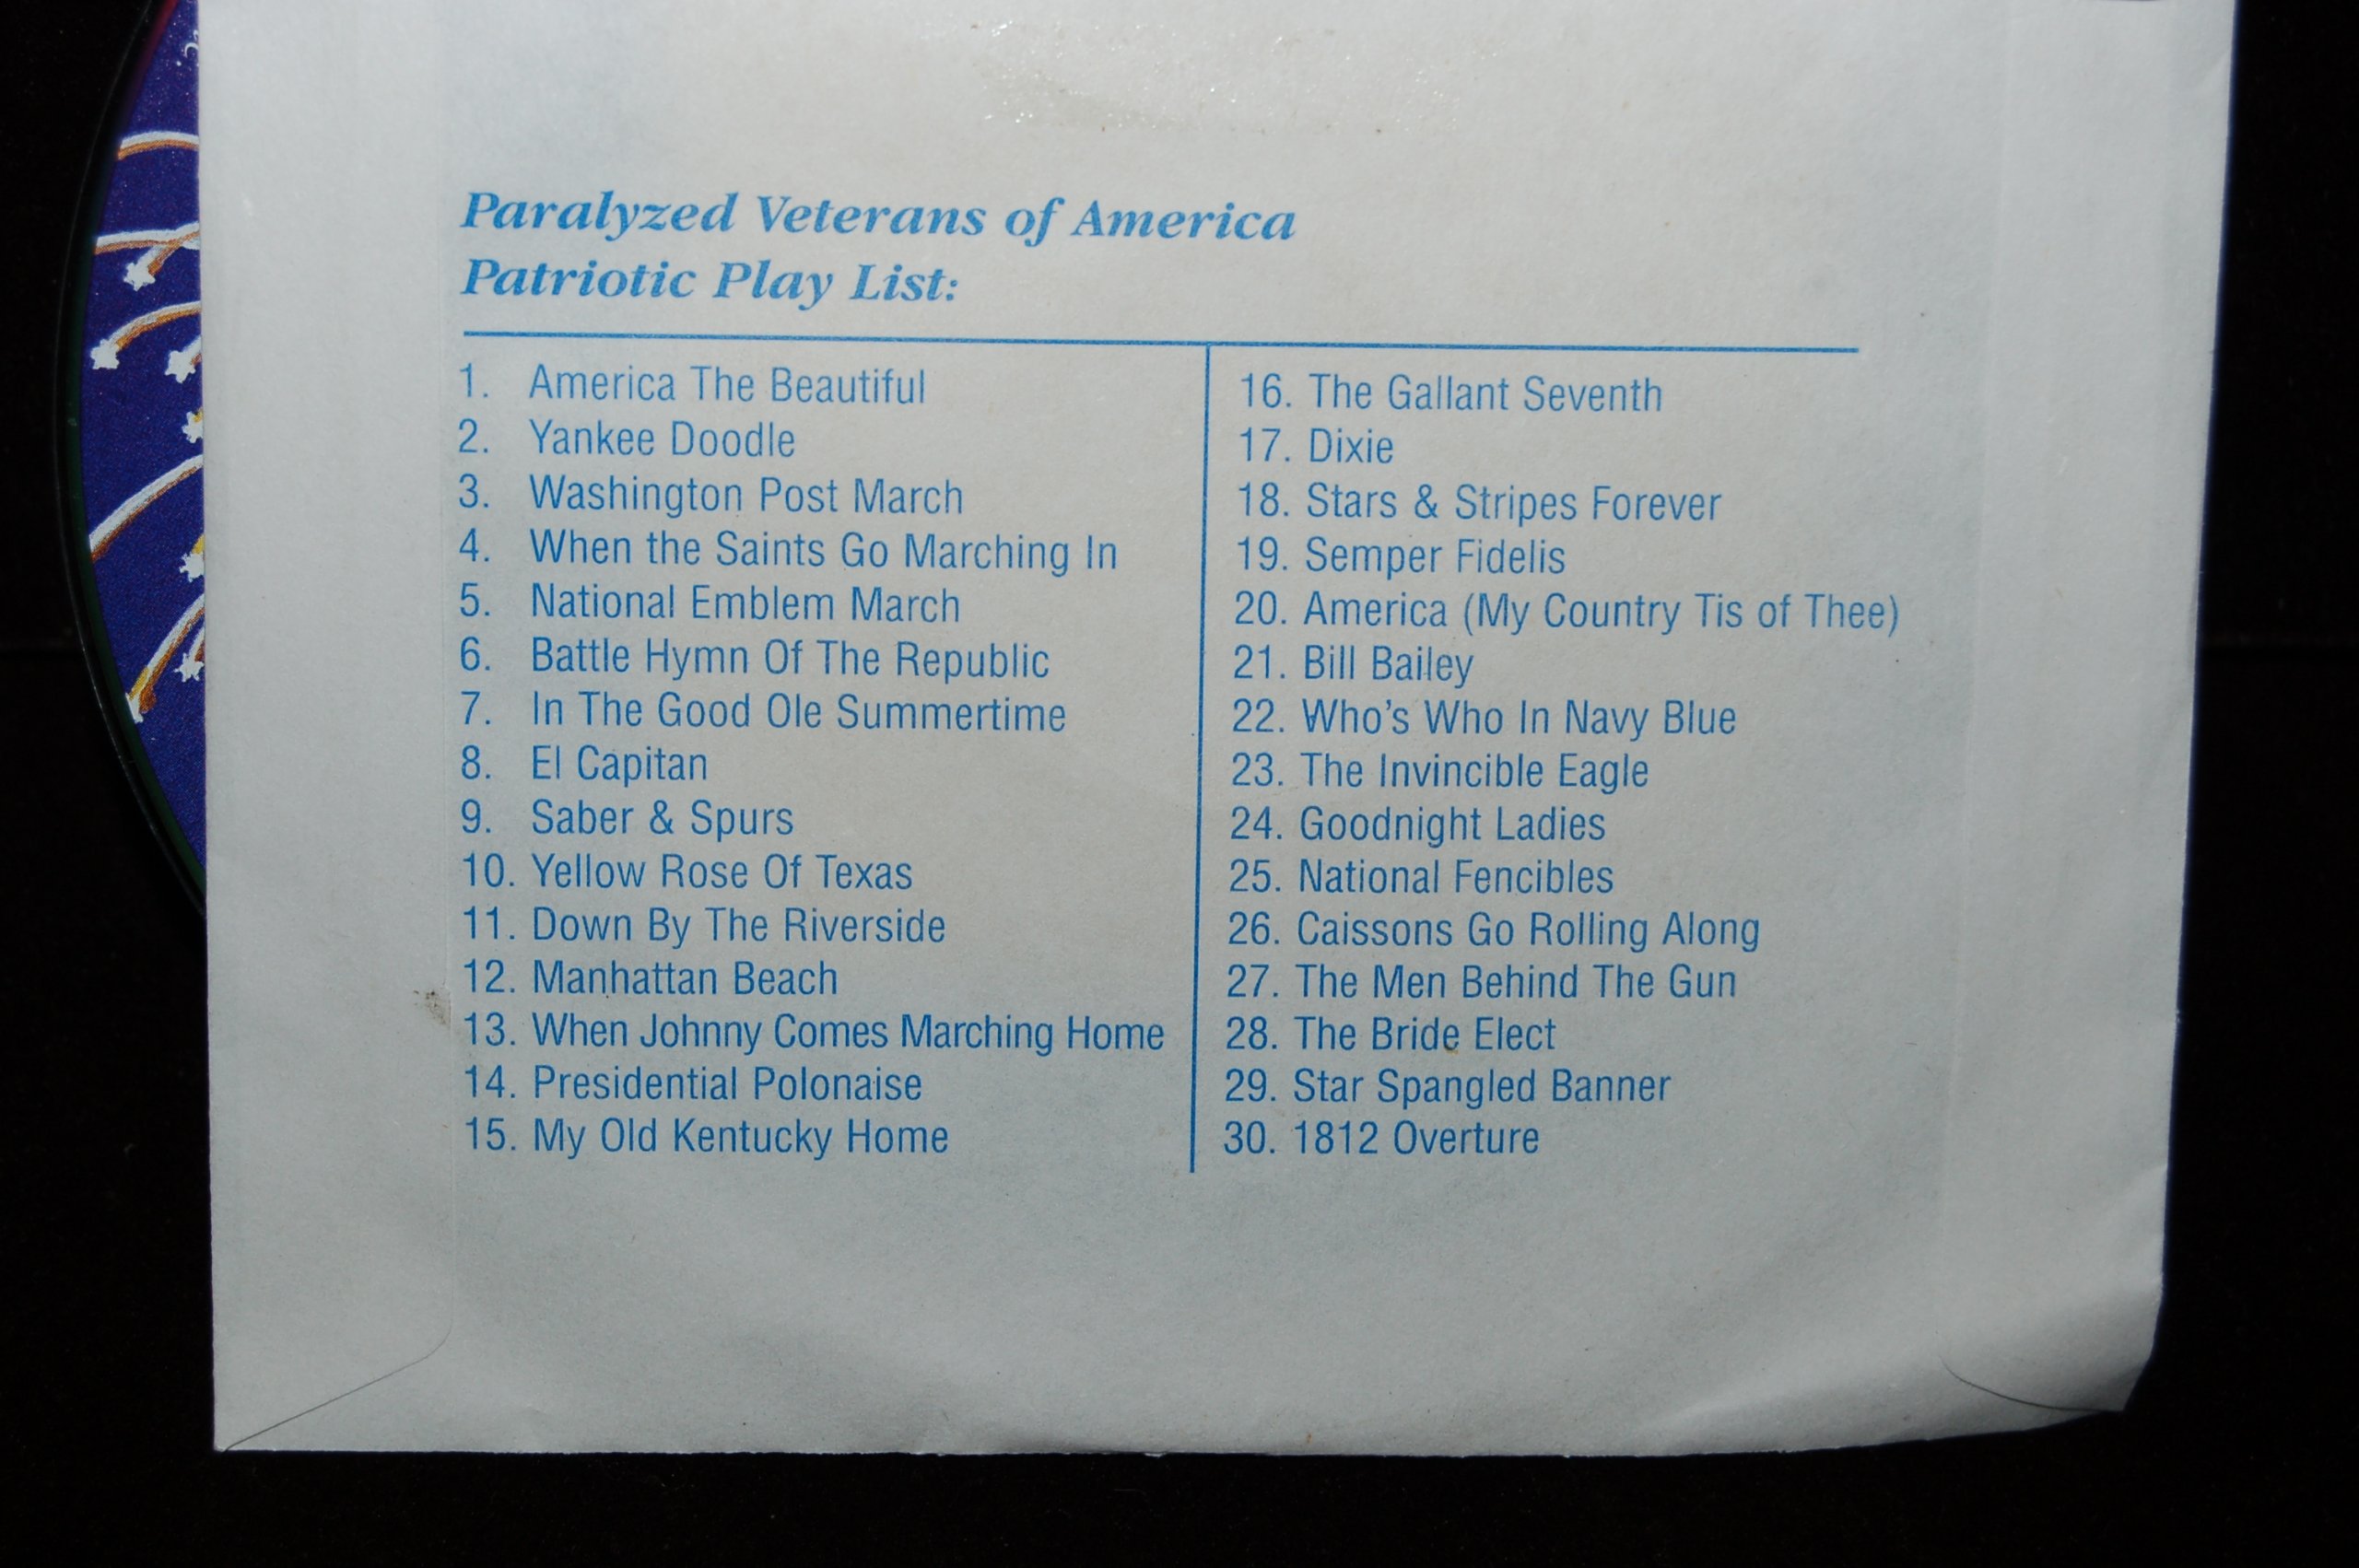 Paralyzed Veterans of America
Patriotic Play List:
1. America The Beautiful
2. Yankee Doodle
3. Washington Post March
4. When the Saints Go Marching In
5. National Emblem March
6. Battle Hymn Of The Republic
7. In The Good Ole Summertime
8. El Capitan
9. Saber & Spurs
10. Yellow Rose Of Texas
11. Down By The Riverside
12. Manhattan Beach
13. When Johnny Comes Marching Home
14. Presidential Polonaise
15. My Old Kentucky Home
16. The Gallant Seventh
17. Dixie
18. Stars & Stripes Forever
19. Semper Fidelis
20. America (My Country Tis of Thee)
21. Bill Bailey
22. Who's Who In Navy Blue
23. The Invincible Eagle
24. Goodnight Ladies
25. National Fencibles
26. Caissons Go Rolling Along
27. The Men Behind The Gun
28. The Bride Elect
29. Star Spangled Banner
30. 1812 Overture